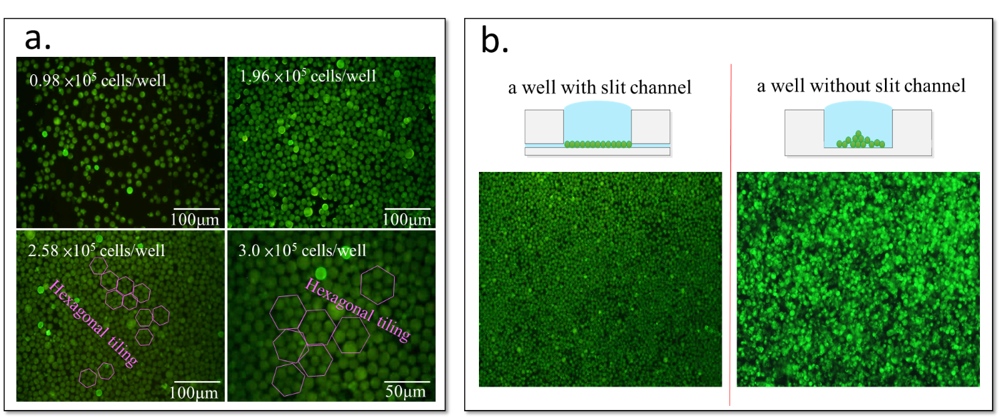 a.
0.98 ×10⁵ cells/well
100μm
1.96 ×10⁵ cells/well
100μm
2.58 ×10⁵ cells/well
Hexagonal tiling
100μm
3.0 ×10⁵ cells/well
Hexagonal tiling
50μm
b.
a well with slit channel
a well without slit channel